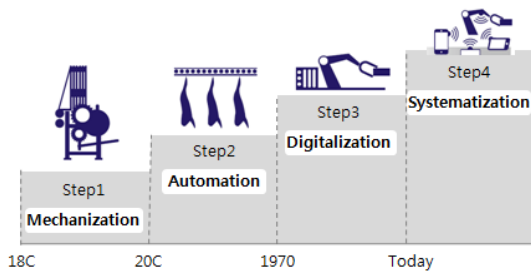 Step1
Mechanization
Step2
Automation
Step3
Digitalization
Step4
Systematization
18C
20C
1970
Today